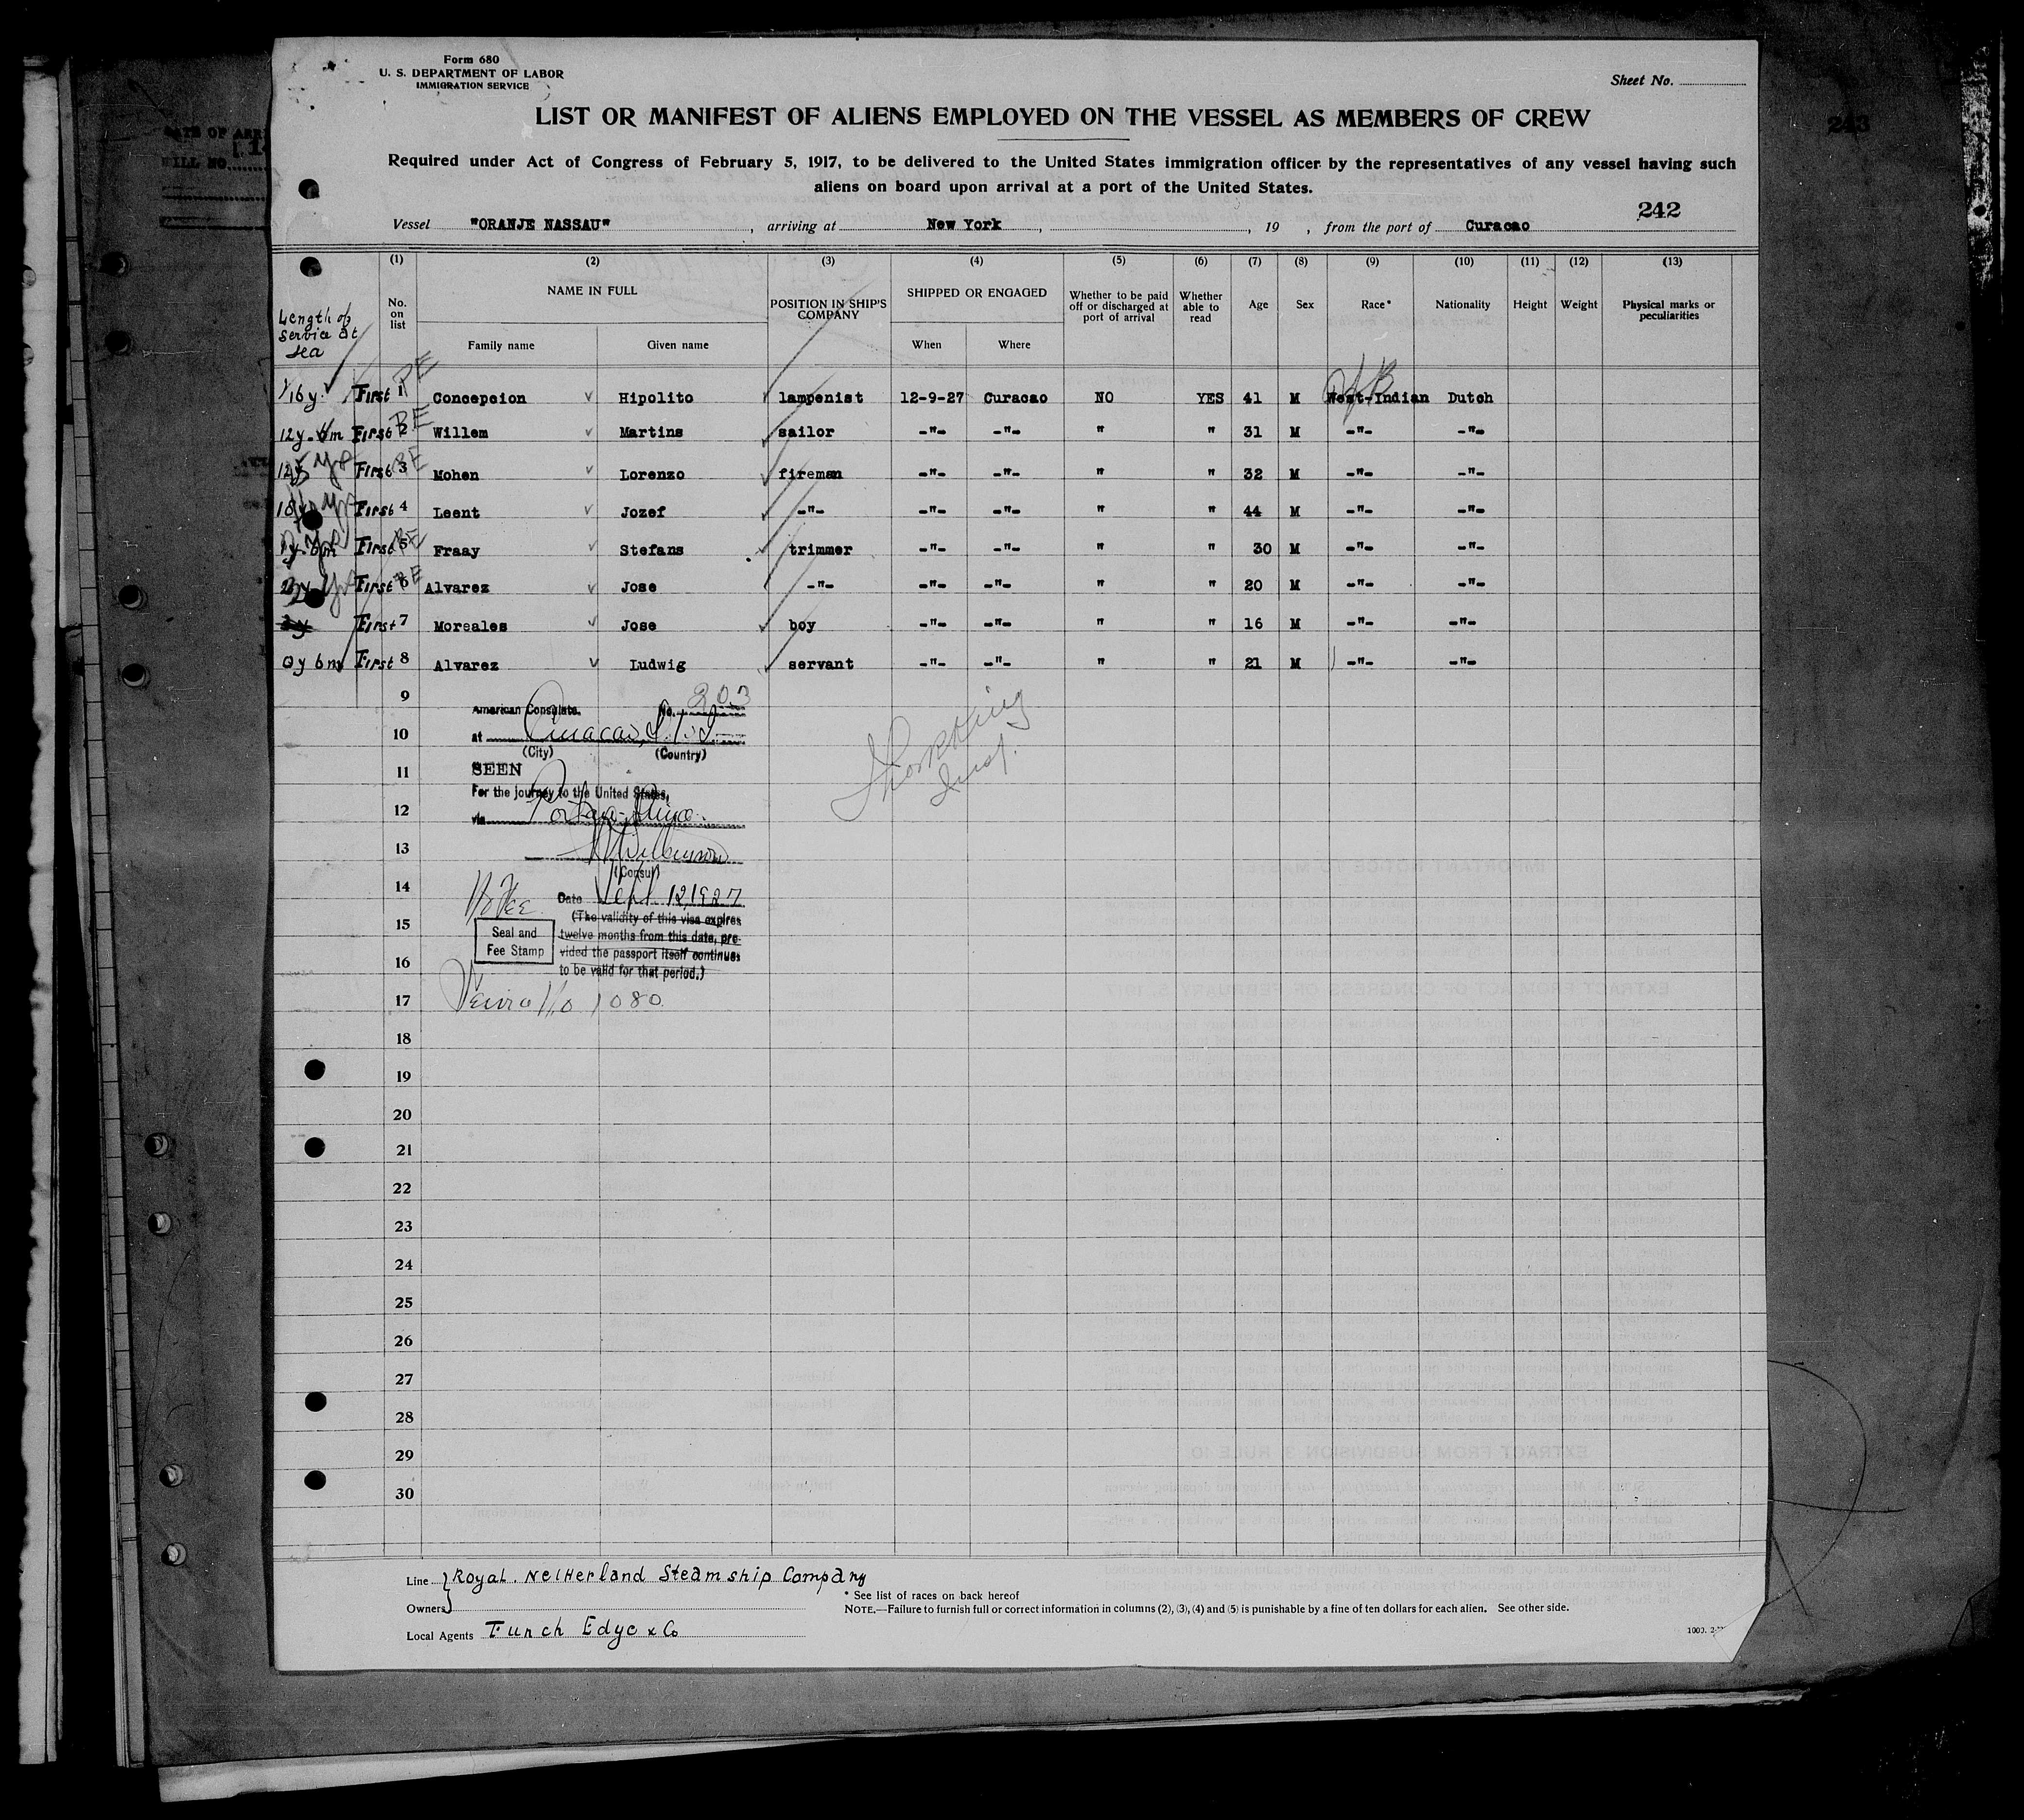 Form 680
U. S. DEPARTMENT OF LABOR
IMMIGRATION SERVICE
Sheet No.
LIST OR MANIFEST OF ALIENS EMPLOYED ON THE VESSEL AS MEMBERS OF CREW
Required under Act of Congress of February 5, 1917, to be delivered to the United States immigration officer by the representatives of any vessel having such
aliens on board upon arrival at a port of the United States.
242
243
Vessel "ORANJE NASSAU", arriving at New York, , 19 , from the port of Curacao
(1) (2) (3) (4) (5) (6) (7) (8) (9) (10) (11) (12) (13)
Length of service at sea
No. on list
NAME IN FULL
Family name
Given name
POSITION IN SHIP'S COMPANY
SHIPPED OR ENGAGED
When
Where
Whether to be paid off or discharged at port of arrival
Whether able to read
Age
Sex
Race*
Nationality
Height
Weight
Physical marks or peculiarities
16y First 1 Concepcion Hipolito lampenist 12-9-27 Curacao NO YES 41 M West-Indian Dutch
12y First 2 Willem Martins sailor -"- -"- " " 31 M -"- -"-
First 3 Mohen Lorenzo fireman -"- -"- " " 32 M -"- -"-
First 4 Leent Jozef -"- -"- -"- " " 44 M -"- -"-
First 5 Fraay Stefans trimmer -"- -"- " " 30 M -"- -"-
First 6 Alvarez Jose -"- -"- -"- " " 20 M -"- -"-
First 7 Moreales Jose boy -"- -"- " " 16 M -"- -"-
0y 6m First 8 Alvarez Ludwig servant -"- -"- " " 21 M -"- -"-
9
10
11
12
13
14
15
16
17
18
19
20
21
22
23
24
25
26
27
28
29
30
American Consulate. No. 203
at Curacao
(City) (Country)
SEEN
For the journey to the United States,
via
(Consul)
No Fee
Date Sept. 12, 1927
(The validity of this visa expires
twelve months from this date, pro-
vided the passport itself continues
to be valid for that period.)
Seal and
Fee Stamp
No 1080
Insp.
Line Royal Netherland Steamship Company
Owners
* See list of races on back hereof
NOTE.—Failure to furnish full or correct information in columns (2), (3), (4) and (5) is punishable by a fine of ten dollars for each alien. See other side.
Local Agents Funch Edye & Co